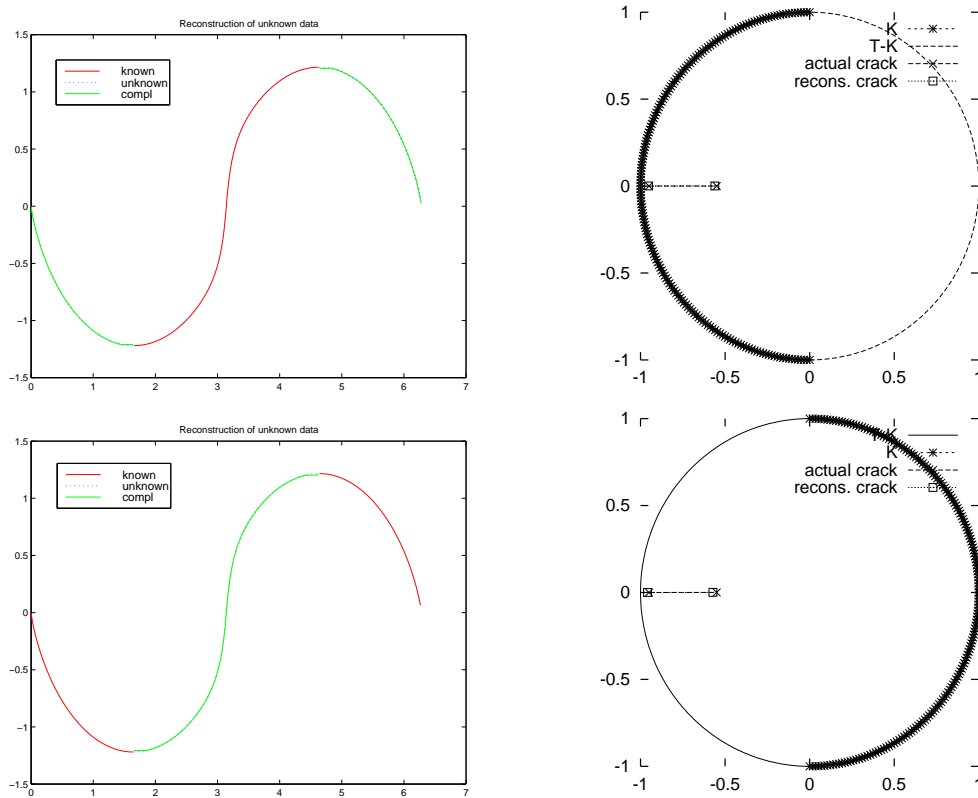 Reconstruction of unknown data
1.5
1
0.5
0
−0.5
−1
−1.5
0 1 2 3 4 5 6 7
known
unknown
compl
1
0.5
0
-0.5
-1
-1 -0.5 0 0.5 1
K
T-K
actual crack
recons. crack
Reconstruction of unknown data
1.5
1
0.5
0
−0.5
−1
−1.5
0 1 2 3 4 5 6 7
known
unknown
compl
1
0.5
0
-0.5
-1
-1 -0.5 0 0.5 1
T-K
K
actual crack
recons. crack